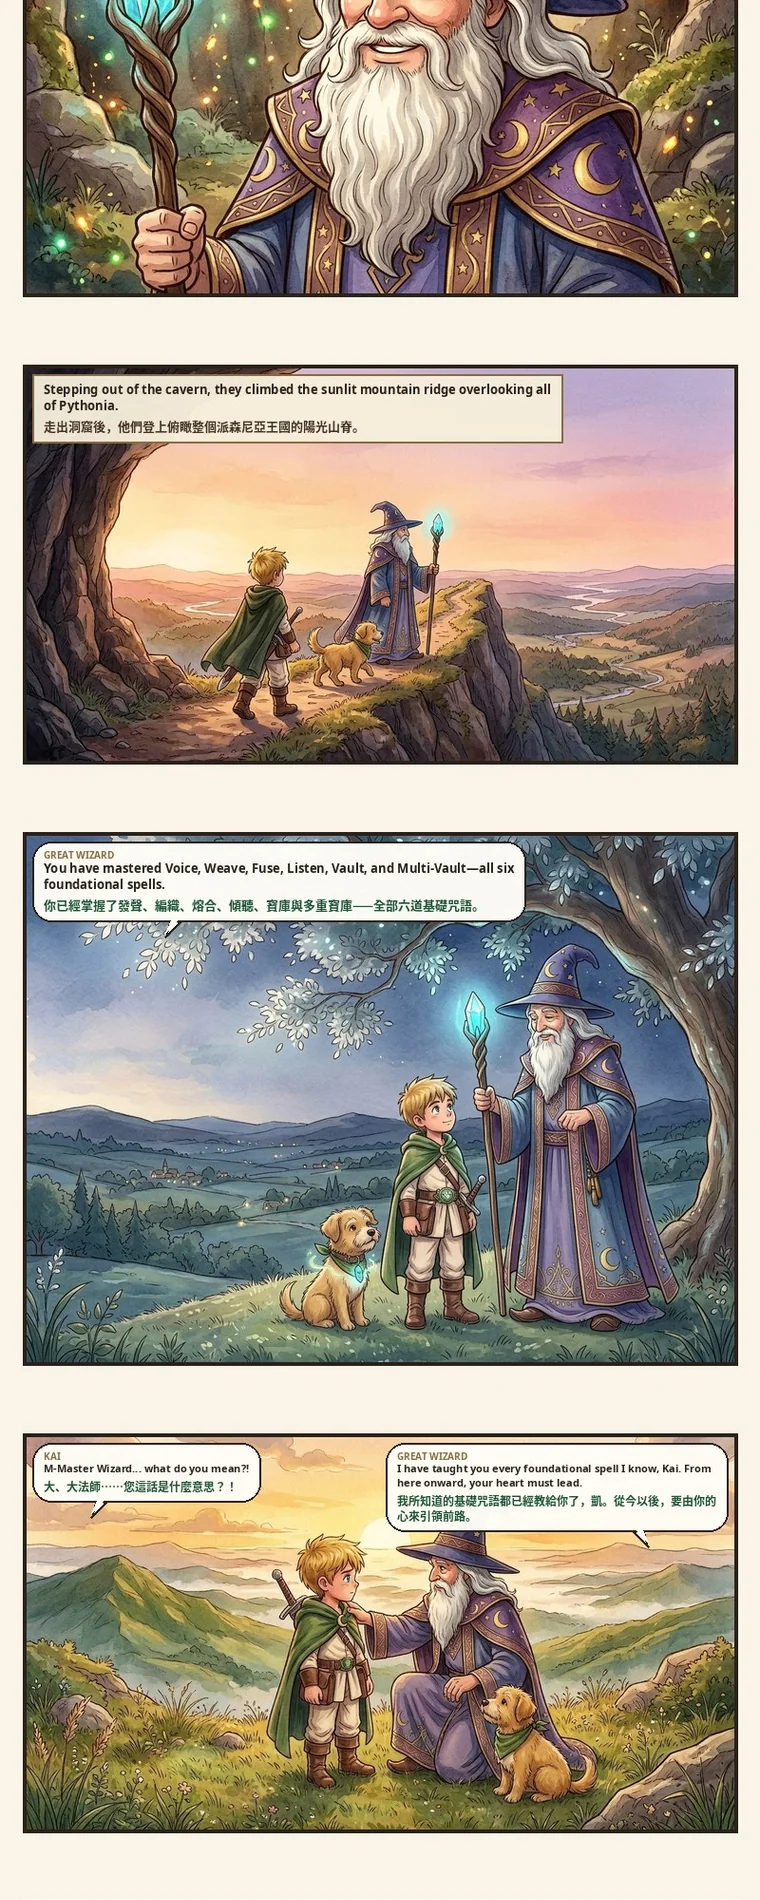 Stepping out of the cavern, they climbed the sunlit mountain ridge overlooking all
of Pythonia.
走出洞窟後，他們登上俯瞰整個派森尼亞王國的陽光山脊。
GREAT WIZARD
You have mastered Voice, Weave, Fuse, Listen, Vault, and Multi-Vault—all six
foundational spells.
你已經掌握了發聲、編織、熔合、傾聽、寶庫與多重寶庫——全部六道基礎咒語。
KAI
M-Master Wizard... what do you mean?!
大、大法師⋯⋯您這話是什麼意思？！
GREAT WIZARD
I have taught you every foundational spell I know, Kai. From
here onward, your heart must lead.
我所知道的基礎咒語都已經教給你了，凱。從今以後，要由你的
心來引領前路。